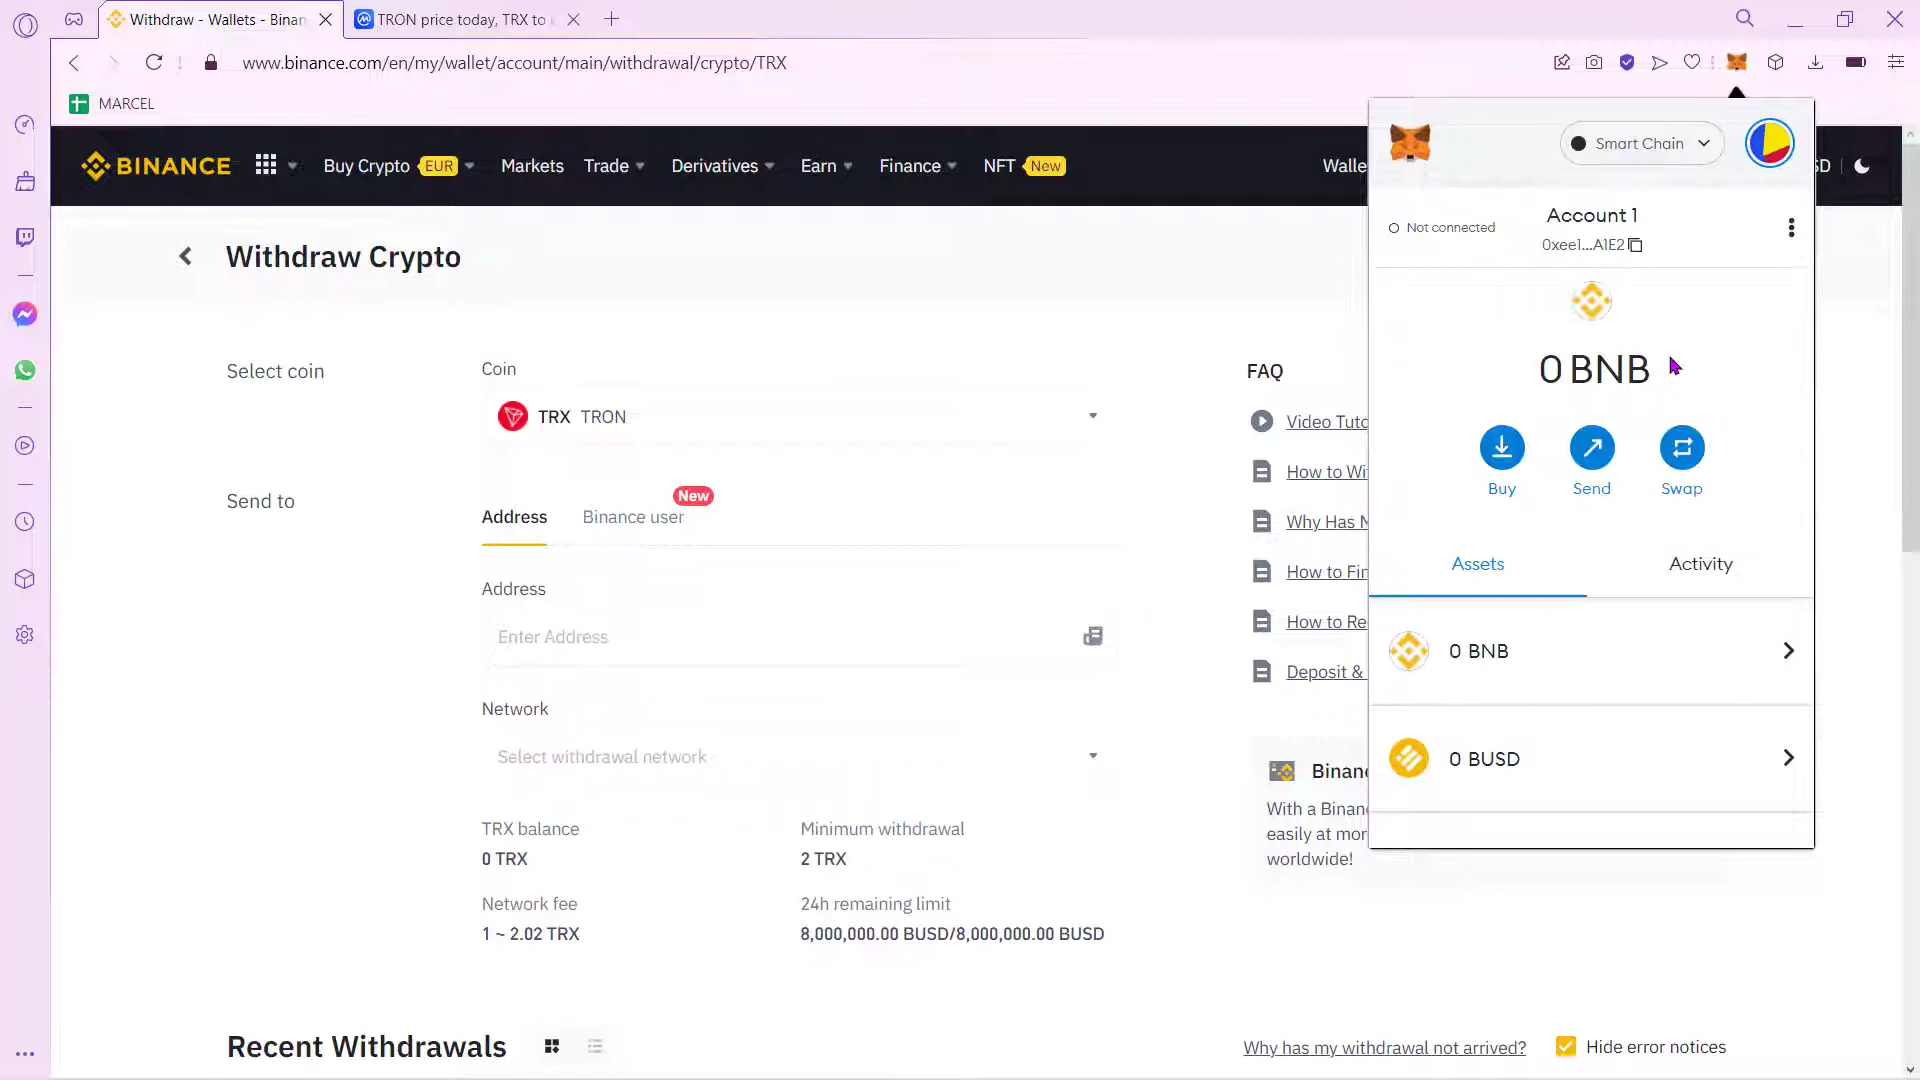 Withdraw - Wallets - Binan
TRON price today, TRX to
www.binance.com/en/my/wallet/account/main/withdrawal/crypto/TRX
MARCEL
BINANCE
Buy Crypto EUR
Markets
Trade
Derivatives
Earn
Finance
NFT New
Walle
D
Smart Chain
Not connected
Account 1
0xee1...A1E2
0 BNB
Buy
Send
Swap
Assets
Activity
0 BNB
0 BUSD
Withdraw Crypto
Select coin
Coin
TRX TRON
Send to
Address
Binance user
New
Address
Enter Address
Network
Select withdrawal network
TRX balance
0 TRX
Minimum withdrawal
2 TRX
Network fee
1 ~ 2.02 TRX
24h remaining limit
8,000,000.00 BUSD/8,000,000.00 BUSD
FAQ
Video Tuto
How to Wi
Why Has M
How to Fin
How to Re
Deposit &
Binanc
With a Binan
easily at mor
worldwide!
Recent Withdrawals
Why has my withdrawal not arrived?
Hide error notices